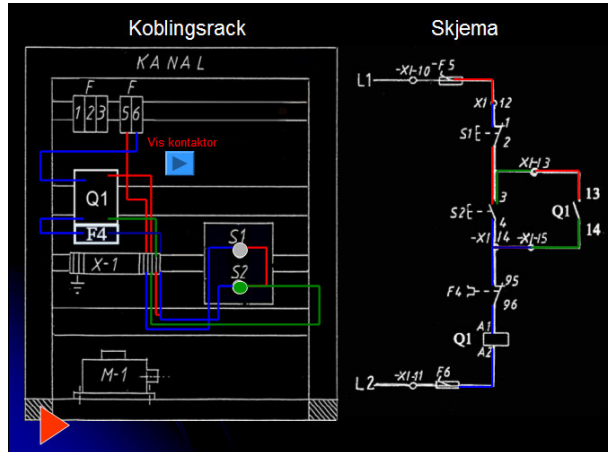 Koblingsrack
Skjema
KANAL
F F
1 2 3 5 6
Vis kontaktor
Q1
F4
X-1
S1
S2
M-1
L1 -X1-10 -F5
X1 12
1
S1 E--
2
X1-13
3
13
S2 E--
Q1
4
14
-X1 14 -X1-15
95
F4
96
A1
Q1
A2
L2 -X1-11 F6